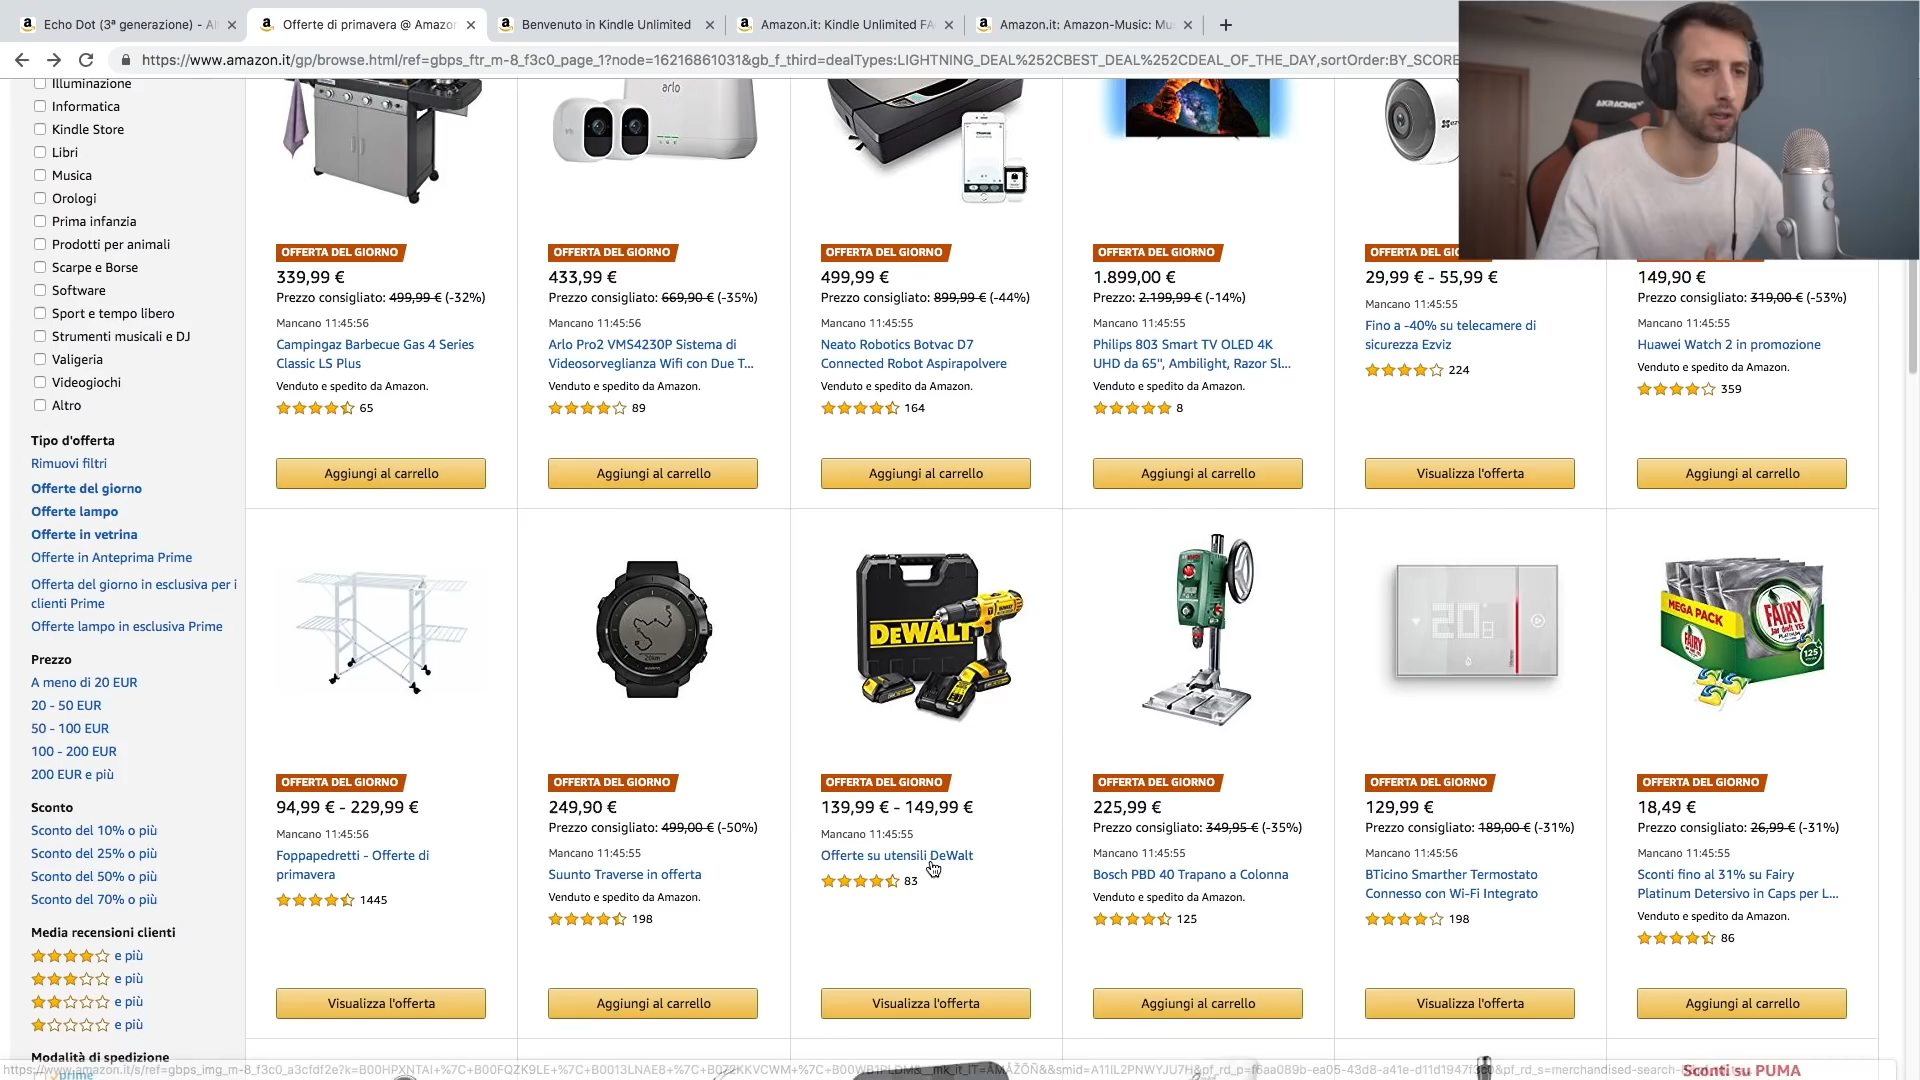 Echo Dot (3ª generazione) - Al
Offerte di primavera @ Amazon
Benvenuto in Kindle Unlimited
Amazon.it: Kindle Unlimited FA
Amazon.it: Amazon-Music: Mu
https://www.amazon.it/gp/browse.html/ref=gbps_ftr_m-8_f3c0_page_1?node=16216861031&gb_f_third=dealTypes:LIGHTNING_DEAL%252CBEST_DEAL%252CDEAL_OF_THE_DAY,sortOrder:BY_SCORE
AKRACING
Illuminazione
Informatica
Kindle Store
Libri
Musica
Orologi
Prima infanzia
Prodotti per animali
Scarpe e Borse
Software
Sport e tempo libero
Strumenti musicali e DJ
Valigeria
Videogiochi
Altro
Tipo d'offerta
Rimuovi filtri
Offerte del giorno
Offerte lampo
Offerte in vetrina
Offerte in Anteprima Prime
Offerta del giorno in esclusiva per i
clienti Prime
Offerte lampo in esclusiva Prime
Prezzo
A meno di 20 EUR
20 - 50 EUR
50 - 100 EUR
100 - 200 EUR
200 EUR e più
Sconto
Sconto del 10% o più
Sconto del 25% o più
Sconto del 50% o più
Sconto del 70% o più
Media recensioni clienti
e più
e più
e più
e più
Modalità di spedizione
prime
OFFERTA DEL GIORNO
339,99 €
Prezzo consigliato: 499,99 € (-32%)
Mancano 11:45:56
Campingaz Barbecue Gas 4 Series
Classic LS Plus
Venduto e spedito da Amazon.
65
Aggiungi al carrello
arlo
OFFERTA DEL GIORNO
433,99 €
Prezzo consigliato: 669,90 € (-35%)
Mancano 11:45:56
Arlo Pro2 VMS4230P Sistema di
Videosorveglianza Wifi con Due T...
Venduto e spedito da Amazon.
89
Aggiungi al carrello
OFFERTA DEL GIORNO
499,99 €
Prezzo consigliato: 899,99 € (-44%)
Mancano 11:45:55
Neato Robotics Botvac D7
Connected Robot Aspirapolvere
Venduto e spedito da Amazon.
164
Aggiungi al carrello
OFFERTA DEL GIORNO
1.899,00 €
Prezzo: 2.199,99 € (-14%)
Mancano 11:45:55
Philips 803 Smart TV OLED 4K
UHD da 65", Ambilight, Razor Sl...
Venduto e spedito da Amazon.
8
Aggiungi al carrello
OFFERTA DEL GIORNO
29,99 € - 55,99 €
Mancano 11:45:55
Fino a -40% su telecamere di
sicurezza Ezviz
224
Visualizza l'offerta
149,90 €
Prezzo consigliato: 319,00 € (-53%)
Mancano 11:45:55
Huawei Watch 2 in promozione
Venduto e spedito da Amazon.
359
Aggiungi al carrello
OFFERTA DEL GIORNO
94,99 € - 229,99 €
Mancano 11:45:56
Foppapedretti - Offerte di
primavera
1445
Visualizza l'offerta
OFFERTA DEL GIORNO
249,90 €
Prezzo consigliato: 499,00 € (-50%)
Mancano 11:45:55
Suunto Traverse in offerta
Venduto e spedito da Amazon.
198
Aggiungi al carrello
DEWALT
OFFERTA DEL GIORNO
139,99 € - 149,99 €
Mancano 11:45:55
Offerte su utensili DeWalt
83
Visualizza l'offerta
OFFERTA DEL GIORNO
225,99 €
Prezzo consigliato: 349,95 € (-35%)
Mancano 11:45:55
Bosch PBD 40 Trapano a Colonna
Venduto e spedito da Amazon.
125
Aggiungi al carrello
OFFERTA DEL GIORNO
129,99 €
Prezzo consigliato: 189,00 € (-31%)
Mancano 11:45:56
BTicino Smarther Termostato
Connesso con Wi-Fi Integrato
198
Visualizza l'offerta
MEGA PACK
FAIRY
FAIRY
125
OFFERTA DEL GIORNO
18,49 €
Prezzo consigliato: 26,99 € (-31%)
Mancano 11:45:55
Sconti fino al 31% su Fairy
Platinum Detersivo in Caps per L...
Venduto e spedito da Amazon.
86
Aggiungi al carrello
Sconti su PUMA